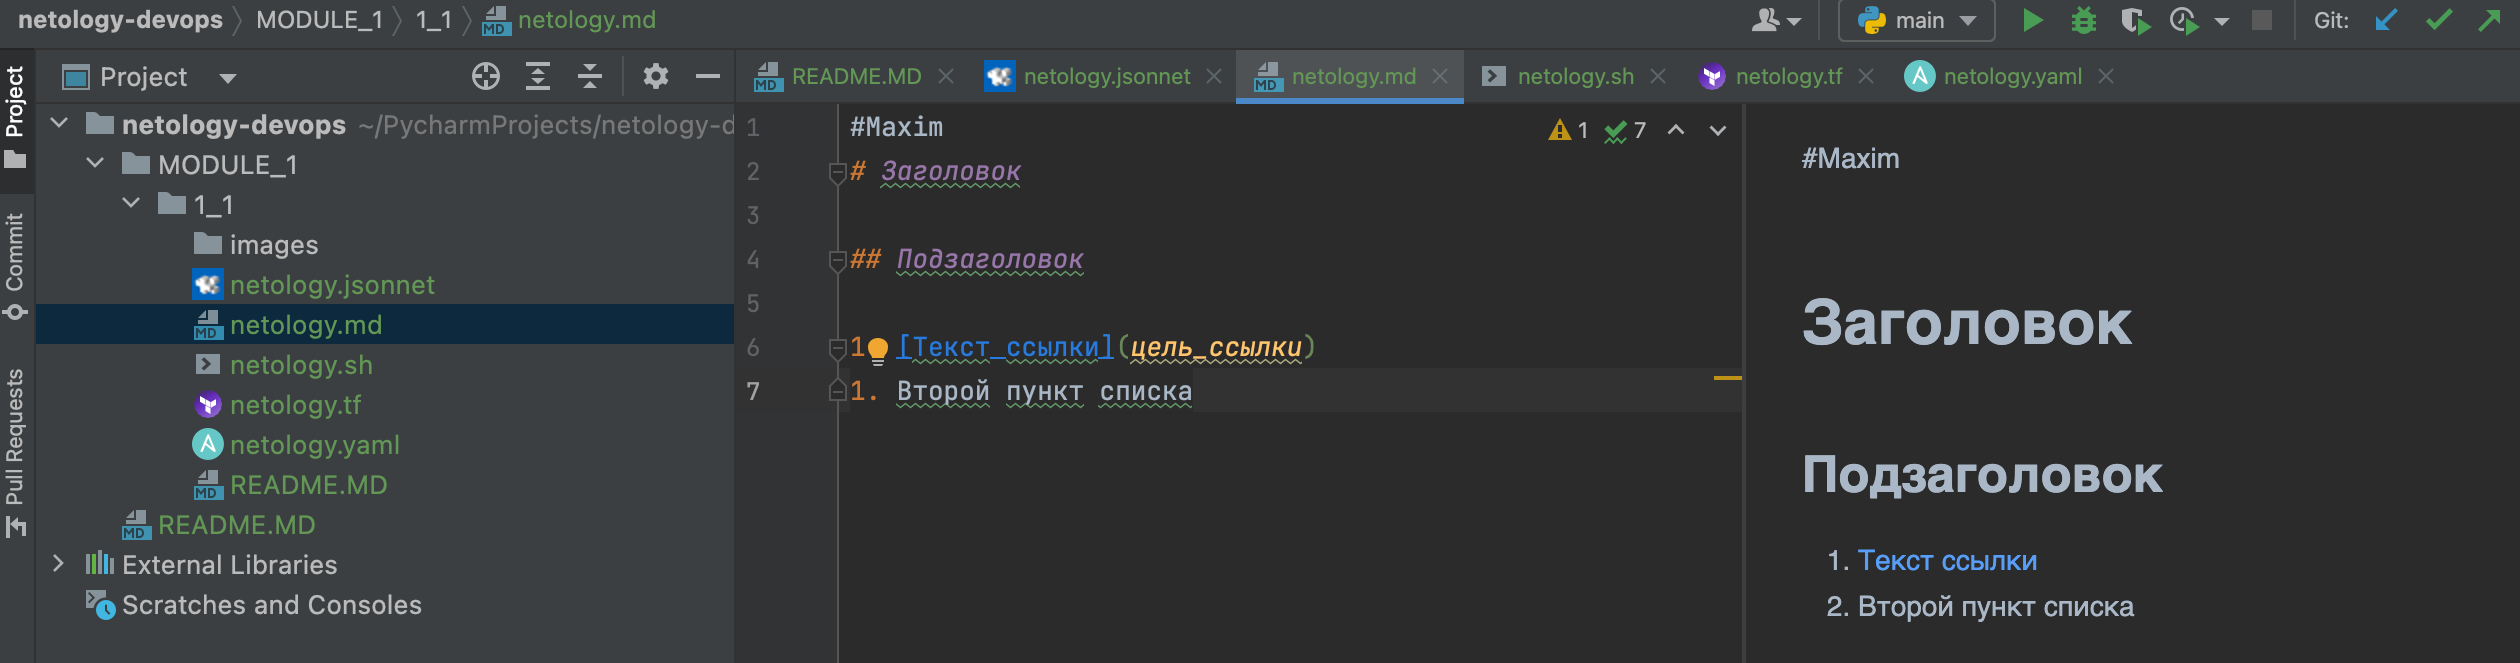 netology-devops MODULE_1 1_1 MD netology.md main Git:
Project
README.MD netology.jsonnet netology.md netology.sh netology.tf netology.yaml
Project
Commit
Pull Requests
netology-devops ~/PycharmProjects/netology-d
MODULE_1
1_1
images
netology.jsonnet
MD netology.md
netology.sh
netology.tf
netology.yaml
MD README.MD
MD README.MD
External Libraries
Scratches and Consoles
1 #Maxim 1 7
2 # Заголовок
3
4 ## Подзаголовок
5
6 1 [Текст_ссылки](цель_ссылки)
7 1. Второй пункт списка
#Maxim
Заголовок
Подзаголовок
1. Текст ссылки
2. Второй пункт списка